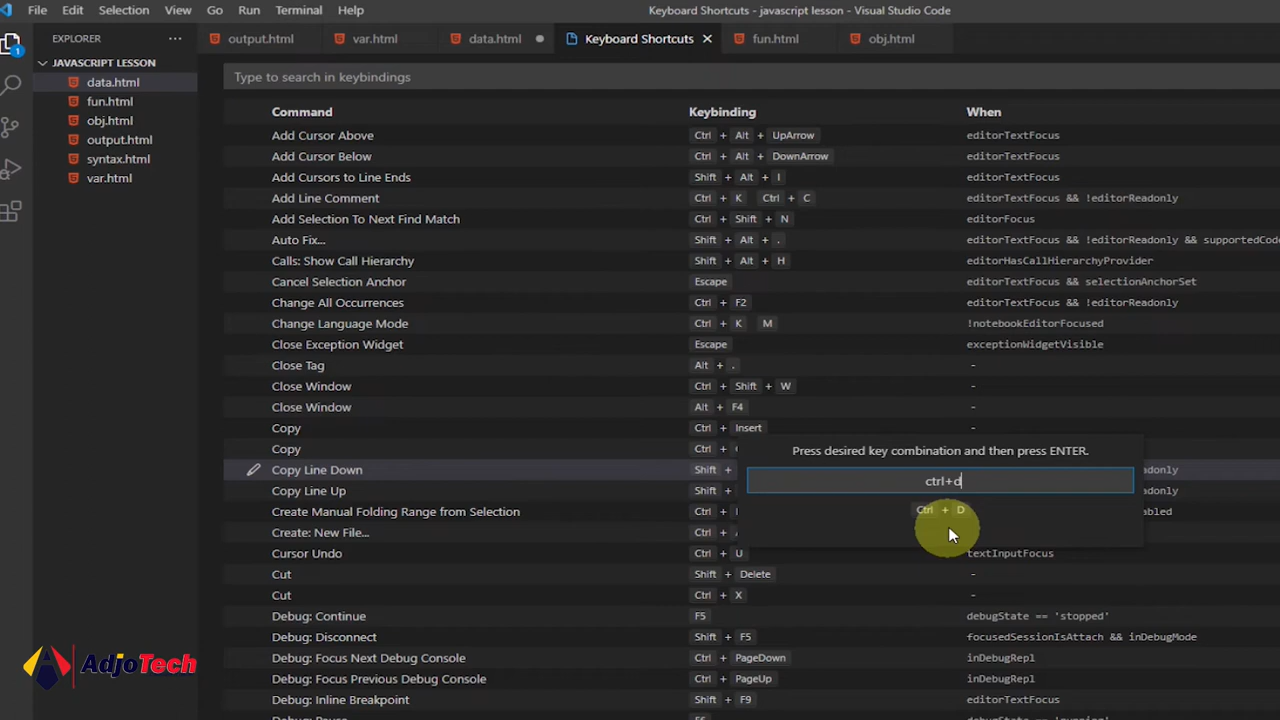 File Edit Selection View Go Run Terminal Help Keyboard Shortcuts - javascript lesson - Visual Studio Code
EXPLORER ··· output.html var.html data.html Keyboard Shortcuts fun.html obj.html
1
JAVASCRIPT LESSON
Type to search in keybindings
data.html
fun.html
obj.html
output.html
syntax.html
var.html
Command Keybinding When
Add Cursor Above Ctrl + Alt + UpArrow editorTextFocus
Add Cursor Below Ctrl + Alt + DownArrow editorTextFocus
Add Cursors to Line Ends Shift + Alt + I editorTextFocus
Add Line Comment Ctrl + K Ctrl + C editorTextFocus && !editorReadonly
Add Selection To Next Find Match Ctrl + Shift + N editorFocus
Auto Fix... Shift + Alt + . editorTextFocus && !editorReadonly && supportedCod
Calls: Show Call Hierarchy Shift + Alt + H editorHasCallHierarchyProvider
Cancel Selection Anchor Escape editorTextFocus && selectionAnchorSet
Change All Occurrences Ctrl + F2 editorTextFocus && !editorReadonly
Change Language Mode Ctrl + K M !notebookEditorFocused
Close Exception Widget Escape exceptionWidgetVisible
Close Tag Alt + . -
Close Window Ctrl + Shift + W -
Close Window Alt + F4 -
Copy Ctrl + Insert -
Copy Ctrl +
Press desired key combination and then press ENTER.
Copy Line Down Shift + adonly
ctrl+d
Copy Line Up Shift + adonly
Ctrl + D
Create Manual Folding Range from Selection Ctrl + abled
Create: New File... Ctrl +
Cursor Undo Ctrl + U textInputFocus
Cut Shift + Delete -
Cut Ctrl + X -
Debug: Continue F5 debugState == 'stopped'
Debug: Disconnect Shift + F5 focusedSessionIsAttach && inDebugMode
Debug: Focus Next Debug Console Ctrl + PageDown inDebugRepl
Debug: Focus Previous Debug Console Ctrl + PageUp inDebugRepl
Debug: Inline Breakpoint Shift + F9 editorTextFocus
AdjoTech